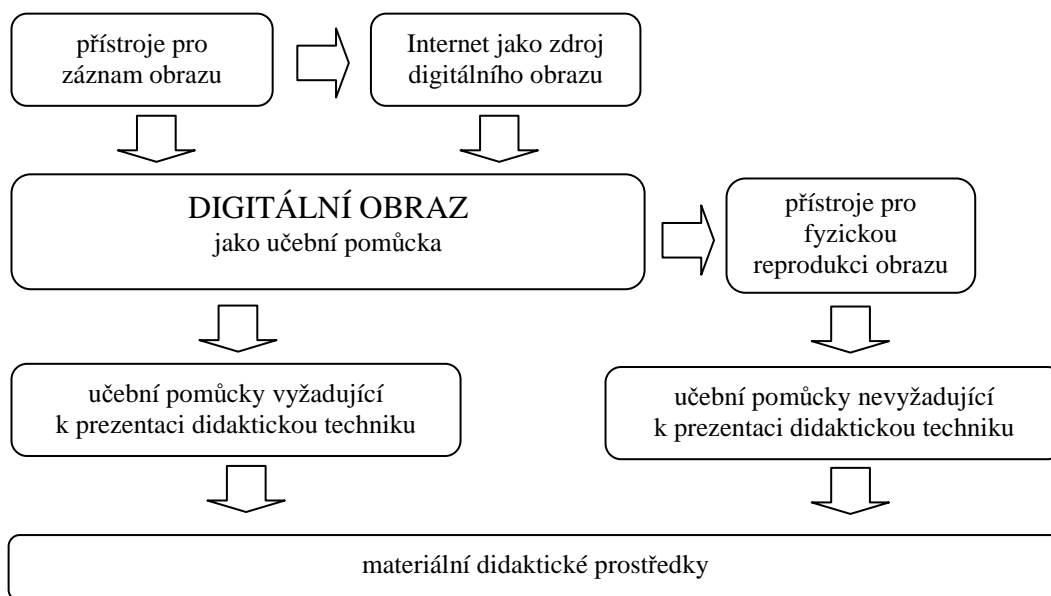 přístroje pro
záznam obrazu
Internet jako zdroj
digitálního obrazu
DIGITÁLNÍ OBRAZ
jako učební pomůcka
přístroje pro
fyzickou
reprodukci obrazu
učební pomůcky vyžadující
k prezentaci didaktickou techniku
učební pomůcky nevyžadující
k prezentaci didaktickou techniku
materiální didaktické prostředky